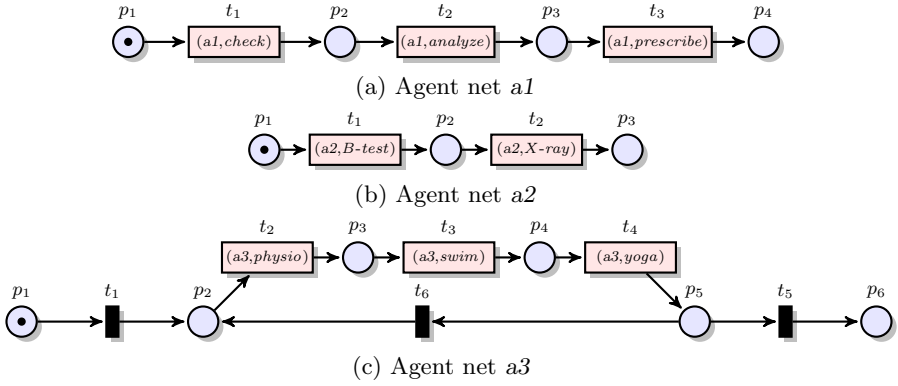 p1 t1 p2 t2 p3 t3 p4
(a1,check) (a1,analyze) (a1,prescribe)
(a) Agent net a1
p1 t1 p2 t2 p3
(a2,B-test) (a2,X-ray)
(b) Agent net a2
t2 p3 t3 p4 t4
(a3,physio) (a3,swim) (a3,yoga)
p1 t1 p2 t6 p5 t5 p6
(c) Agent net a3